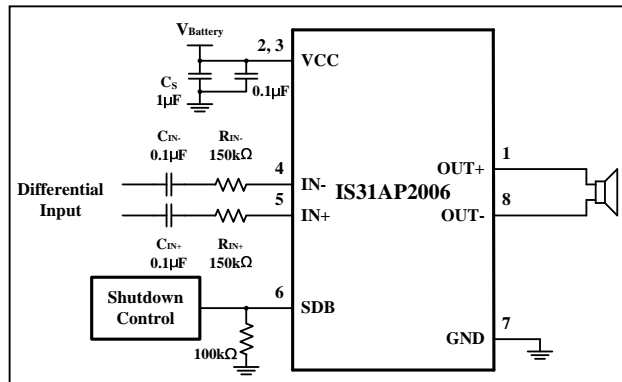 VBattery
2, 3
VCC
CS
1µF
0.1µF
CIN-
0.1µF
RIN-
150kΩ
4
IN-
Differential
Input
5
IN+
CIN+
0.1µF
RIN+
150kΩ
IS31AP2006
1
OUT+
8
OUT-
Shutdown
Control
6
SDB
100kΩ
7
GND